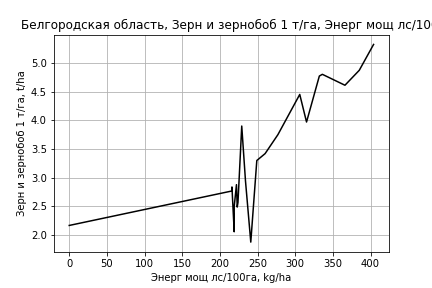 Белгородская область, Зерн и зернобоб 1 т/га, Энерг мощ лс/100
Зерн и зернобоб 1 т/га, t/ha
5.0
4.5
4.0
3.5
3.0
2.5
2.0
0 50 100 150 200 250 300 350 400
Энерг мощ лс/100га, kg/ha